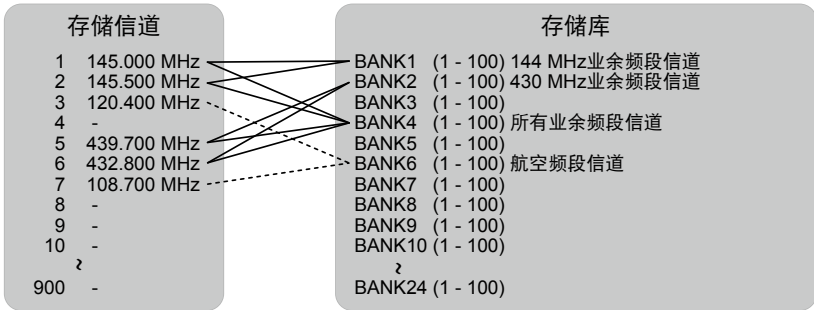 存储信道
1 145.000 MHz
2 145.500 MHz
3 120.400 MHz
4 -
5 439.700 MHz
6 432.800 MHz
7 108.700 MHz
8 -
9 -
10 -
~
900 -
存储库
BANK1 (1 - 100) 144 MHz业余频段信道
BANK2 (1 - 100) 430 MHz业余频段信道
BANK3 (1 - 100)
BANK4 (1 - 100) 所有业余频段信道
BANK5 (1 - 100)
BANK6 (1 - 100) 航空频段信道
BANK7 (1 - 100)
BANK8 (1 - 100)
BANK9 (1 - 100)
BANK10 (1 - 100)
~
BANK24 (1 - 100)